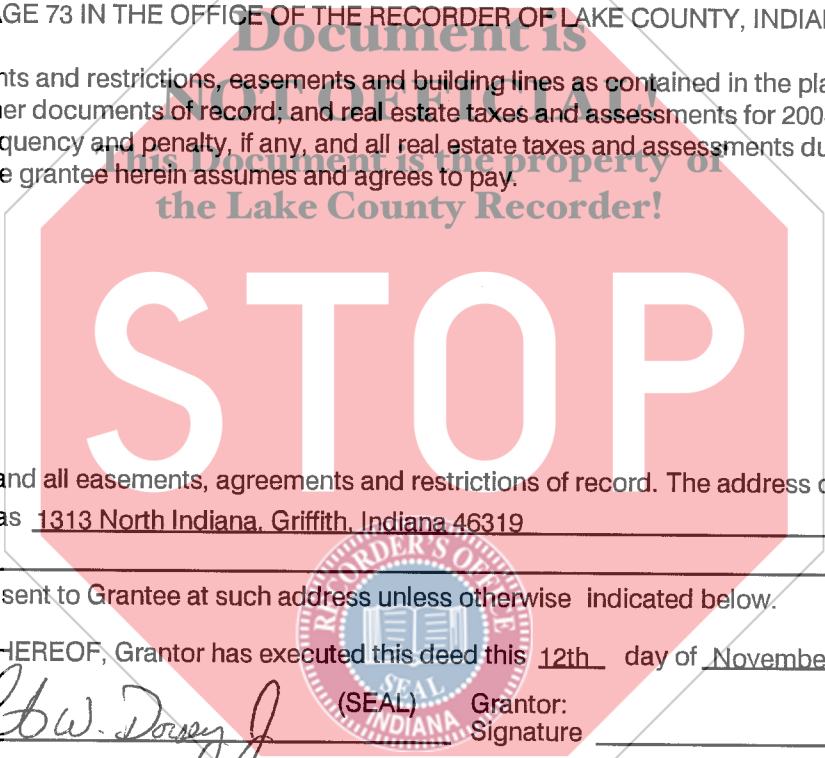 AGE 73 IN THE OFFICE OF THE RECORDER OF LAKE COUNTY, INDIA
Document is
nts and restrictions, easements and building lines as contained in the pla
NOT OFFICIAL!
er documents of record; and real estate taxes and assessments for 200
quency and penalty, if any, and all real estate taxes and assessments du
This Document is the property of
e grantee herein assumes and agrees to pay.
the Lake County Recorder!
STOP
and all easements, agreements and restrictions of record. The address o
as 1313 North Indiana, Griffith, Indiana 46319
RECORDER'S OFFICE
sent to Grantee at such address unless otherwise indicated below.
HEREOF, Grantor has executed this deed this 12th day of Novembe
SEAL
W. Dorsey J (SEAL) Grantor:
INDIANA
Signature